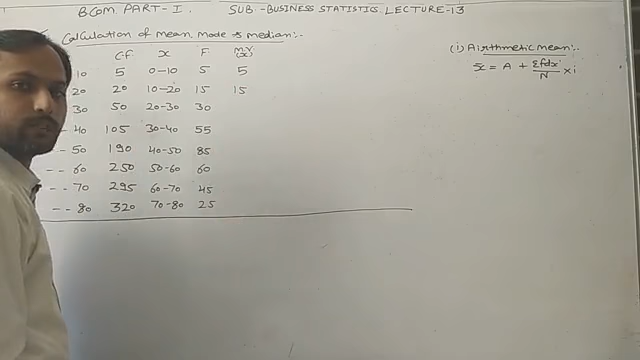 BCOM PART-I. SUB.-BUSINESS STATISTICS LECTURE-13
Calculation of mean mode & median:-
(i) Airthmetic mean:-
x̄ = A + Σfdx'/N × i
C.F. X F M.V. (x)
10 5 0-10 5 5
20 20 10-20 15 15
30 50 20-30 30
-- 40 105 30-40 55
-- 50 190 40-50 85
-- 60 250 50-60 60
-- 70 295 60-70 45
-- 80 320 70-80 25